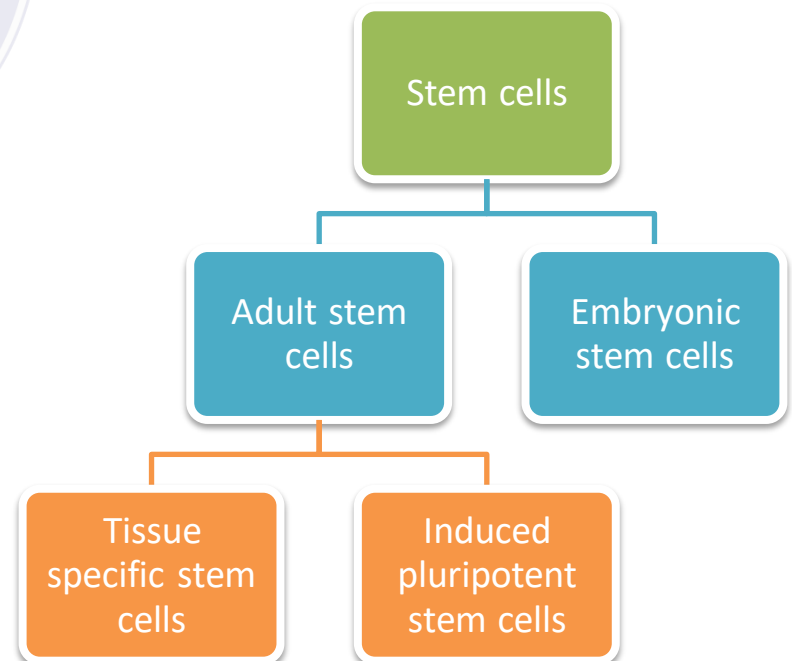 Stem cells
Adult stem
cells
Embryonic
stem cells
Tissue
specific stem
cells
Induced
pluripotent
stem cells